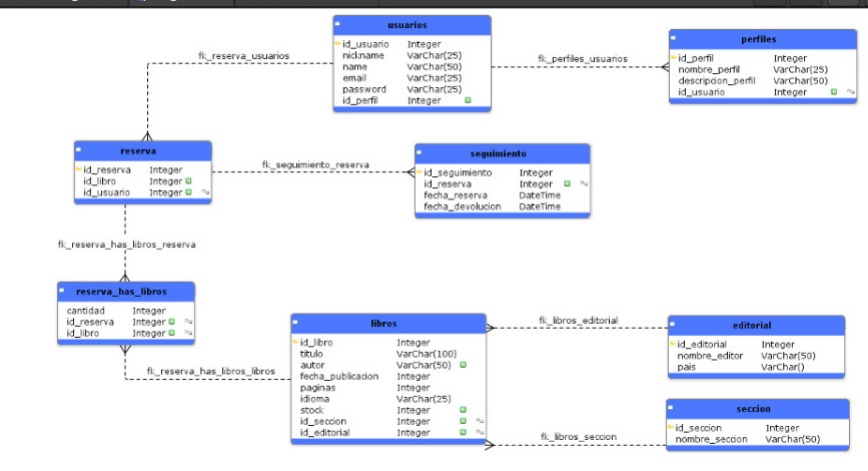 usuarios
id_usuario Integer
nickname VarChar(25)
name VarChar(50)
email VarChar(25)
password VarChar(25)
id_perfil Integer
fk_reserva_usuarios
fk_perfiles_usuarios
perfiles
id_perfil Integer
nombre_perfil VarChar(25)
descripcion_perfil VarChar(50)
id_usuario Integer
reserva
id_reserva Integer
id_libro Integer
id_usuario Integer
fk_seguimiento_reserva
seguimiento
id_seguimiento Integer
id_reserva Integer
fecha_reserva DateTime
fecha_devolucion DateTime
fk_reserva_has_libros_reserva
reserva_has_libros
cantidad Integer
id_reserva Integer
id_libro Integer
fk_reserva_has_libros_libros
libros
id_libro Integer
titulo VarChar(100)
autor VarChar(50)
fecha_publicacion Integer
paginas Integer
idioma VarChar(25)
stock Integer
id_seccion Integer
id_editorial Integer
fk_libros_editorial
editorial
id_editorial Integer
nombre_editor VarChar(50)
pais VarChar()
fk_libros_seccion
seccion
id_seccion Integer
nombre_seccion VarChar(50)